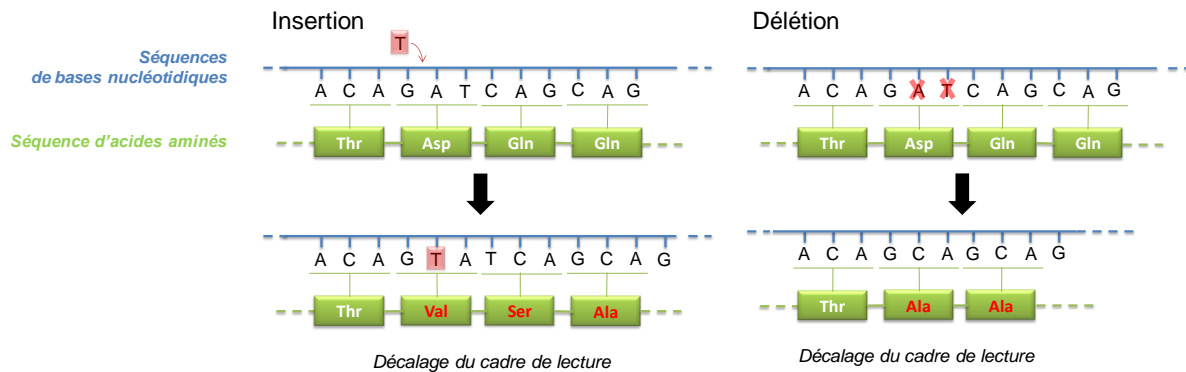 Insertion
Délétion
T
Séquences
de bases nucléotidiques
A C A G A T C A G C A G
A C A G A T C A G C A G
Séquence d'acides aminés
Thr Asp Gln Gln
Thr Asp Gln Gln
A C A G T A T C A G C A G
A C A G C A G C A G
Thr Val Ser Ala
Thr Ala Ala
Décalage du cadre de lecture
Décalage du cadre de lecture